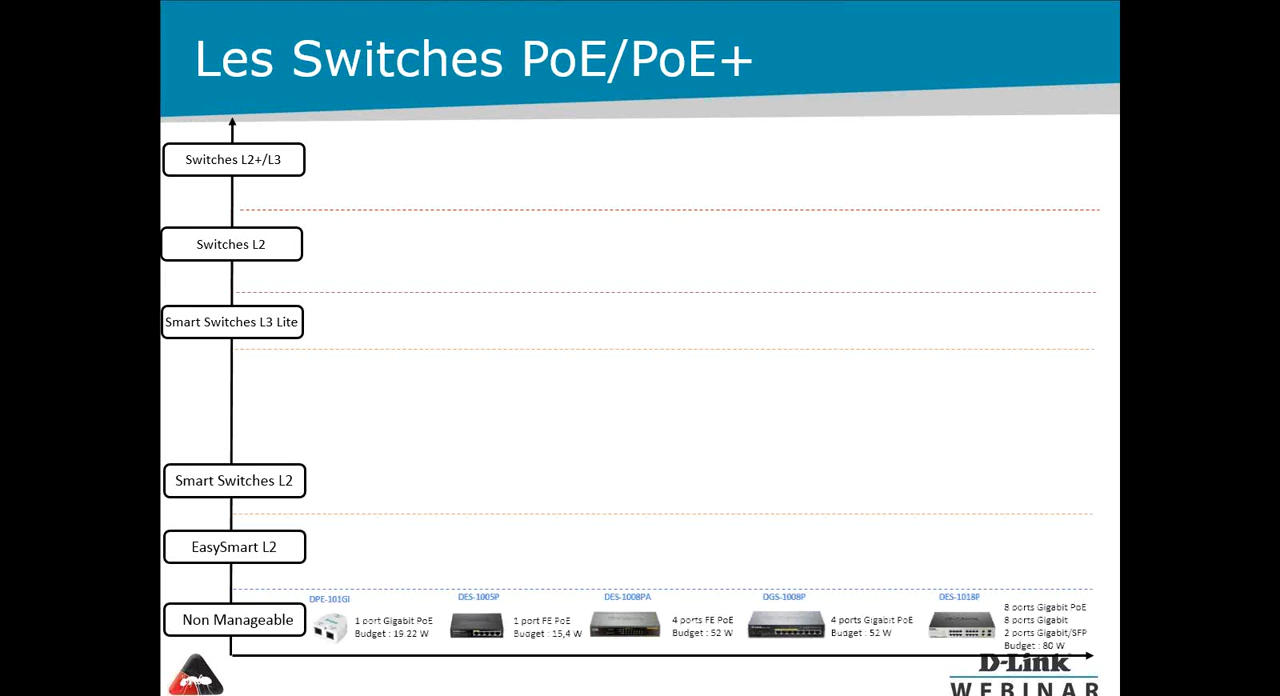 Les Switches PoE/PoE+
Switches L2+/L3
Switches L2
Smart Switches L3 Lite
Smart Switches L2
EasySmart L2
Non Manageable
DPE-101GI
1 port Gigabit PoE
Budget : 19.22 W
DES-1005P
1 port FE PoE
Budget : 15,4 W
DES-1008PA
4 ports FE PoE
Budget : 52 W
DGS-1008P
4 ports Gigabit PoE
Budget : 52 W
DES-1018P
8 ports Gigabit PoE
8 ports Gigabit
2 ports Gigabit/SFP
Budget : 80 W
D-Link
WEBINAR